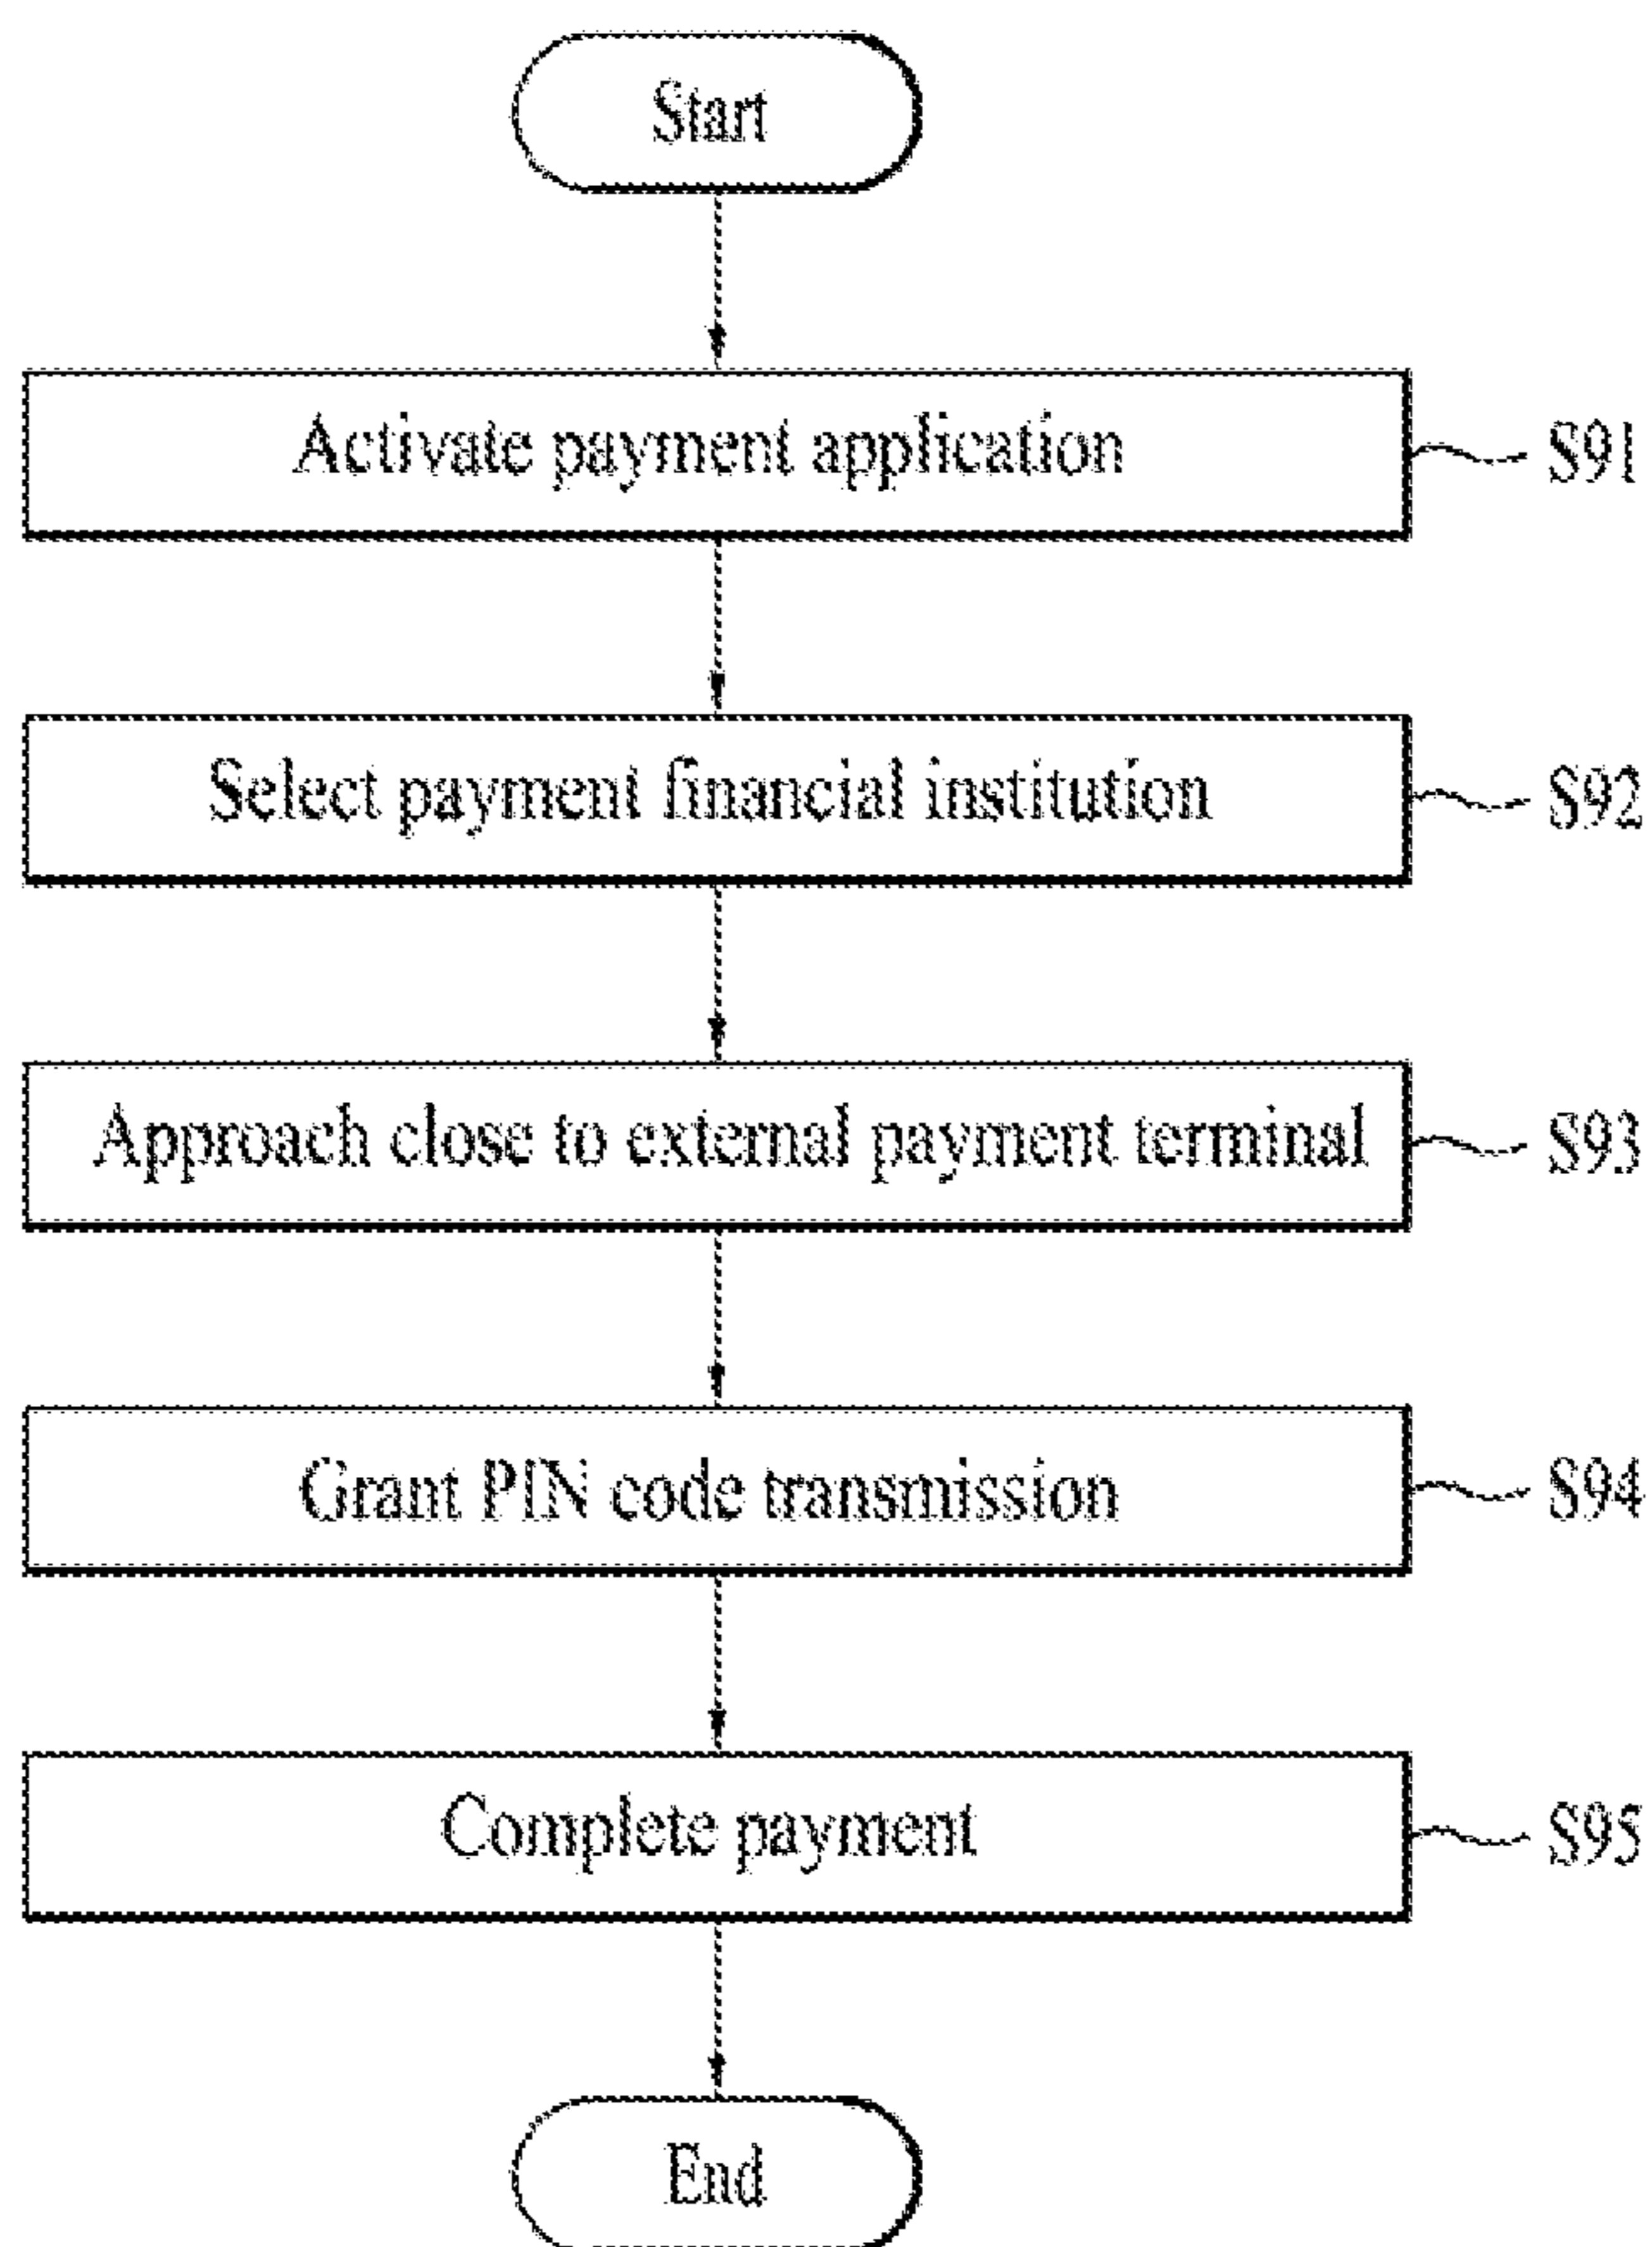 Start
Activate payment application
S91
Select payment financial institution
S92
Approach close to external payment terminal
S93
Grant PIN code transmission
S94
Complete payment
S95
End